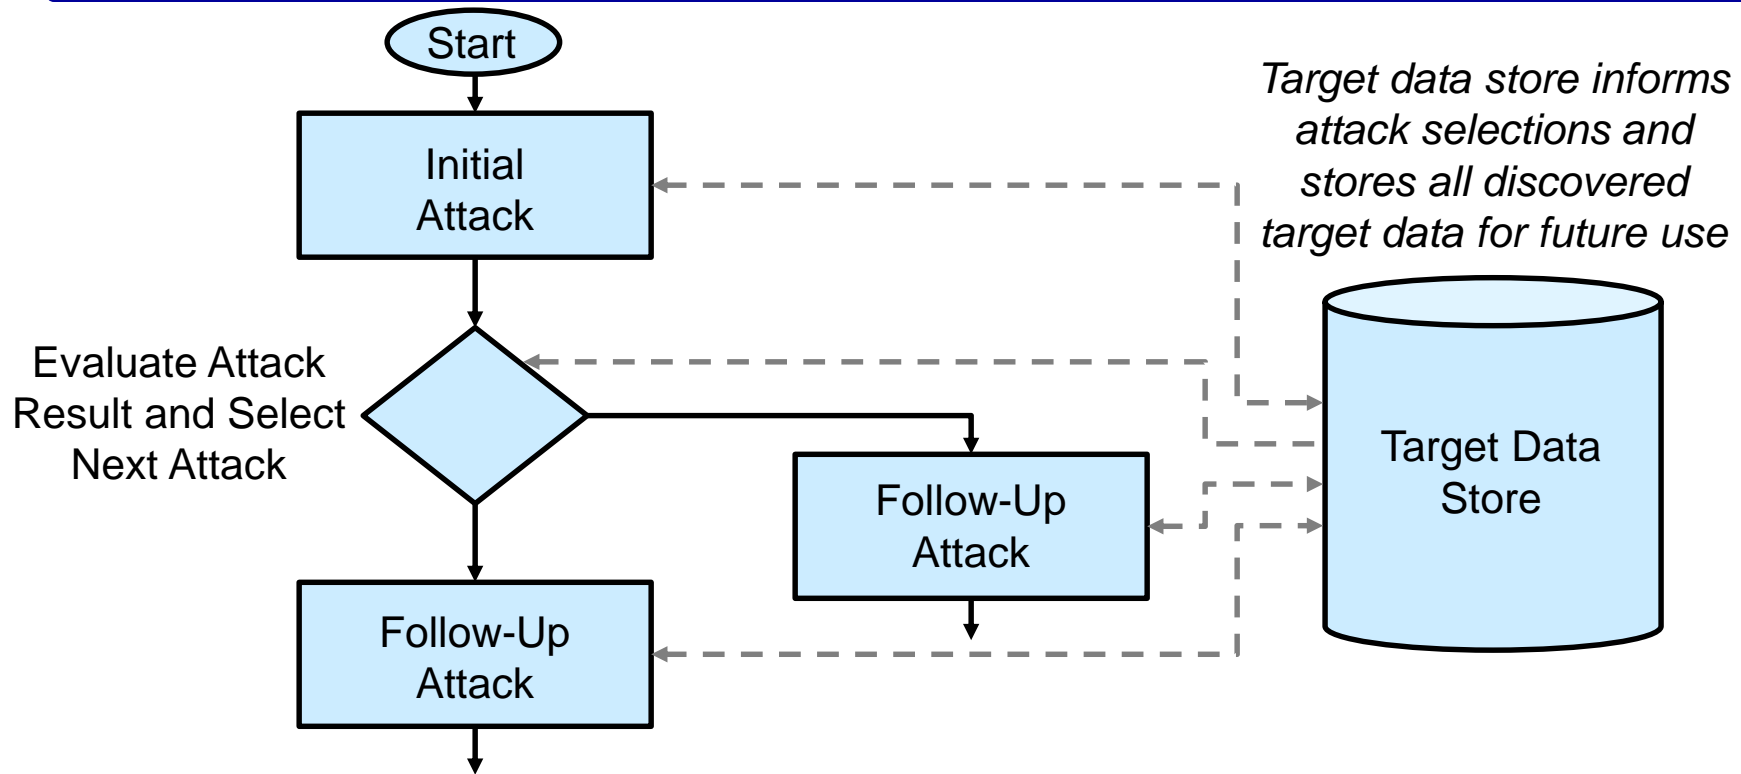 Start
Target data store informs
attack selections and
stores all discovered
target data for future use
Initial
Attack
Evaluate Attack
Result and Select
Next Attack
Follow-Up
Attack
Target Data
Store
Follow-Up
Attack